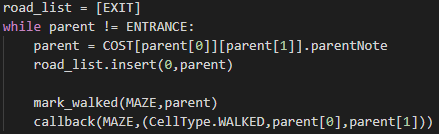 road_list = [EXIT]
while parent != ENTRANCE:
    parent = COST[parent[0]][parent[1]].parentNote
    road_list.insert(0,parent)

    mark_walked(MAZE,parent)
    callback(MAZE,(CellType.WALKED,parent[0],parent[1]))